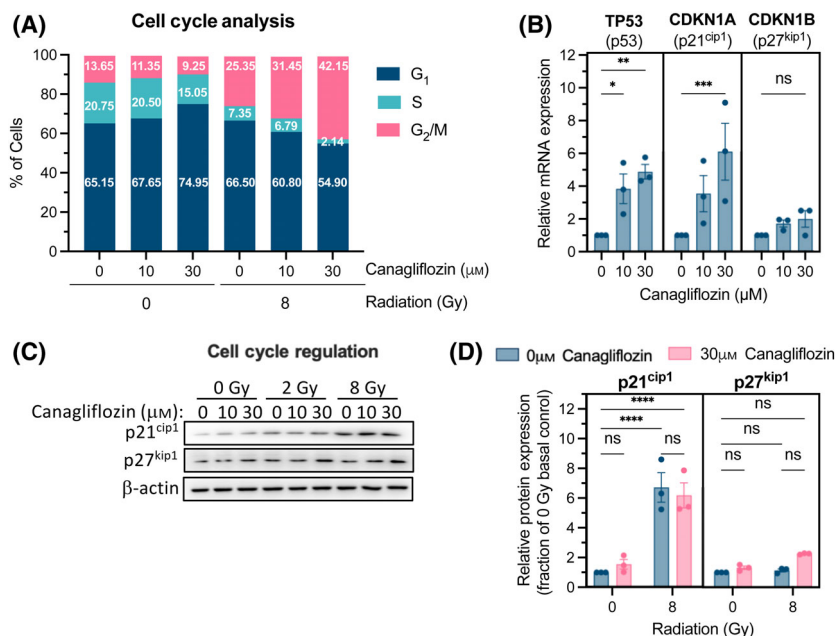 (A)
Cell cycle analysis
% of Cells
100
80
60
40
20
0
13.65 11.35 9.25 25.35 31.45 42.15
20.75 20.50 15.05 7.35 6.79 2.14
65.15 67.65 74.95 66.50 60.80 54.90
G1
S
G2/M
0 10 30 0 10 30 Canagliflozin (µM)
0 8 Radiation (Gy)
(B)
TP53 CDKN1A CDKN1B
(p53) (p21cip1) (p27kip1)
Relative mRNA expression
12
10
8
6
4
2
0
** *** ns
*
0 10 30 0 10 30 0 10 30
Canagliflozin (µM)
(C)
Cell cycle regulation
0 Gy 2 Gy 8 Gy
Canagliflozin (µM): 0 10 30 0 10 30 0 10 30
p21cip1
p27kip1
β-actin
(D)
0µM Canagliflozin 30µM Canagliflozin
p21cip1 p27kip1
Relative protein expression
(fraction of 0 Gy basal conrol)
12
10
8
6
4
2
0
**** ns
**** ns
ns ns ns ns
0 8 0 8
Radiation (Gy)